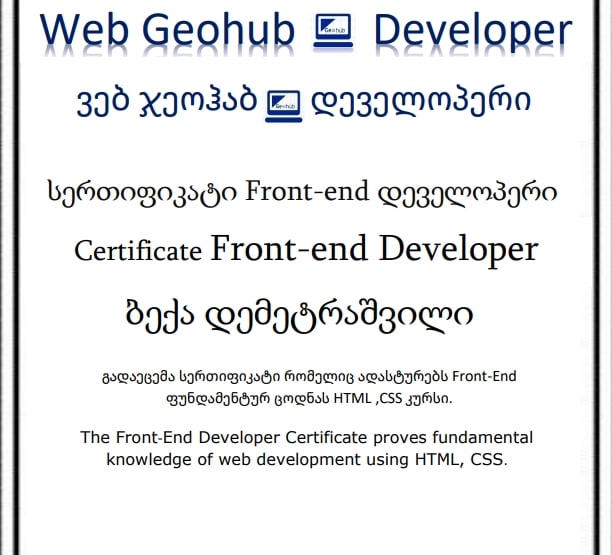 Web Geohub Geohub Developer
ვებ ჯეოჰაბ Geohub დეველოპერი
სერთიფიკატი Front-end დეველოპერი
Certificate Front-end Developer
ბექა დემეტრაშვილი
გადაეცემა სერთიფიკატი რომელიც ადასტურებს Front-End
ფუნდამენტურ ცოდნას HTML ,CSS კურსი.
The Front-End Developer Certificate proves fundamental
knowledge of web development using HTML, CSS.